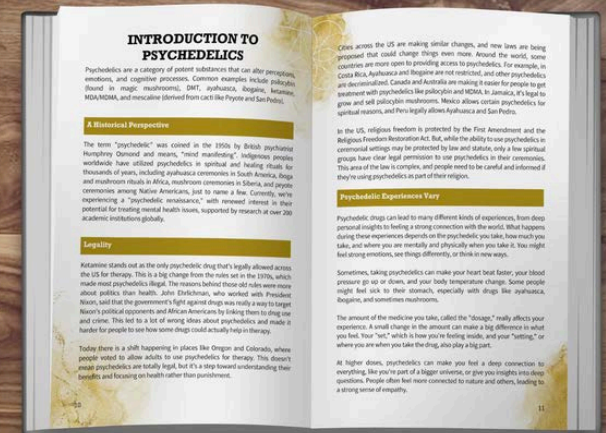 INTRODUCTION TO
PSYCHEDELICS
Psychedelics are a category of potent substances that can alter perceptions,
emotions, and cognitive processes. Common examples include psilocybin
(found in magic mushrooms), DMT, ayahuasca, ibogaine, ketamine,
MDA/MDMA, and mescaline (derived from cacti like Peyote and San Pedro).
A Historical Perspective
The term "psychedelic" was coined in the 1950s by British psychiatrist
Humphrey Osmond and means, "mind manifesting". Indigenous peoples
worldwide have utilized psychedelics in spiritual and healing rituals for
thousands of years, including ayahuasca ceremonies in South America, iboga
and mushroom rituals in Africa, mushroom ceremonies in Siberia, and peyote
ceremonies among Native Americans, just to name a few. Currently, we're
experiencing a "psychedelic renaissance," with renewed interest in their
potential for treating mental health issues, supported by research at over 200
academic institutions globally.
Legality
Ketamine stands out as the only psychedelic drug that's legally allowed across
the US for therapy. This is a big change from the rules set in the 1970s, which
made most psychedelics illegal. The reasons behind those old rules were more
about politics than health. John Ehrlichman, who worked with President
Nixon, said that the government's fight against drugs was really a way to target
Nixon's political opponents and African Americans by linking them to drug use
and crime. This led to a lot of wrong ideas about psychedelics and made it
harder for people to see how some drugs could actually help in therapy.
Today there is a shift happening in places like Oregon and Colorado, where
people voted to allow adults to use psychedelics for therapy. This doesn't
mean psychedelics are totally legal, but it's a step toward understanding their
benefits and focusing on health rather than punishment.
10
Cities across the US are making similar changes, and new laws are being
proposed that could change things even more. Around the world, some
countries are more open to providing access to psychedelics. For example, in
Costa Rica, Ayahuasca and Ibogaine are not restricted, and other psychedelics
are decriminalized. Canada and Australia are making it easier for people to get
treatment with psychedelics like psilocybin and MDMA. In Jamaica, it's legal to
grow and sell psilocybin mushrooms. Mexico allows certain psychedelics for
spiritual reasons, and Peru legally allows Ayahuasca and San Pedro.
In the US, religious freedom is protected by the First Amendment and the
Religious Freedom Restoration Act. But, while the ability to use psychedelics in
ceremonial settings may be protected by law and statute, only a few spiritual
groups have clear legal permission to use psychedelics in their ceremonies.
This area of the law is complex, and people need to be careful and informed if
they're using psychedelics as part of their religion.
Psychedelic Experiences Vary
Psychedelic drugs can lead to many different kinds of experiences, from deep
personal insights to feeling a strong connection with the world. What happens
during these experiences depends on the psychedelic you take, how much you
take, and where you are mentally and physically when you take it. You might
feel strong emotions, see things differently, or think in new ways.
Sometimes, taking psychedelics can make your heart beat faster, your blood
pressure go up or down, and your body temperature change. Some people
might feel sick to their stomach, especially with drugs like ayahuasca,
ibogaine, and sometimes mushrooms.
The amount of the medicine you take, called the "dosage," really affects your
experience. A small change in the amount can make a big difference in what
you feel. Your "set," which is how you're feeling inside, and your "setting," or
where you are when you take the drug, also play a big part.
At higher doses, psychedelics can make you feel a deep connection to
everything, like you're part of a bigger universe, or give you insights into deep
questions. People often feel more connected to nature and others, leading to
a strong sense of empathy.
11